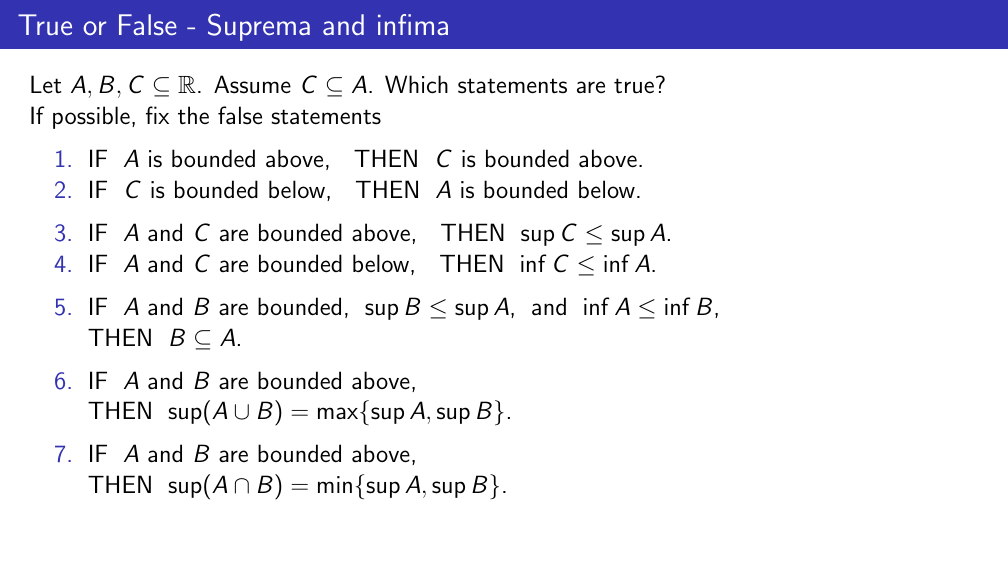 True or False - Suprema and infima
Let A, B, C ⊆ ℝ. Assume C ⊆ A. Which statements are true?
If possible, fix the false statements
1. IF A is bounded above, THEN C is bounded above.
2. IF C is bounded below, THEN A is bounded below.
3. IF A and C are bounded above, THEN sup C ≤ sup A.
4. IF A and C are bounded below, THEN inf C ≤ inf A.
5. IF A and B are bounded, sup B ≤ sup A, and inf A ≤ inf B,
THEN B ⊆ A.
6. IF A and B are bounded above,
THEN sup(A ∪ B) = max{sup A, sup B}.
7. IF A and B are bounded above,
THEN sup(A ∩ B) = min{sup A, sup B}.